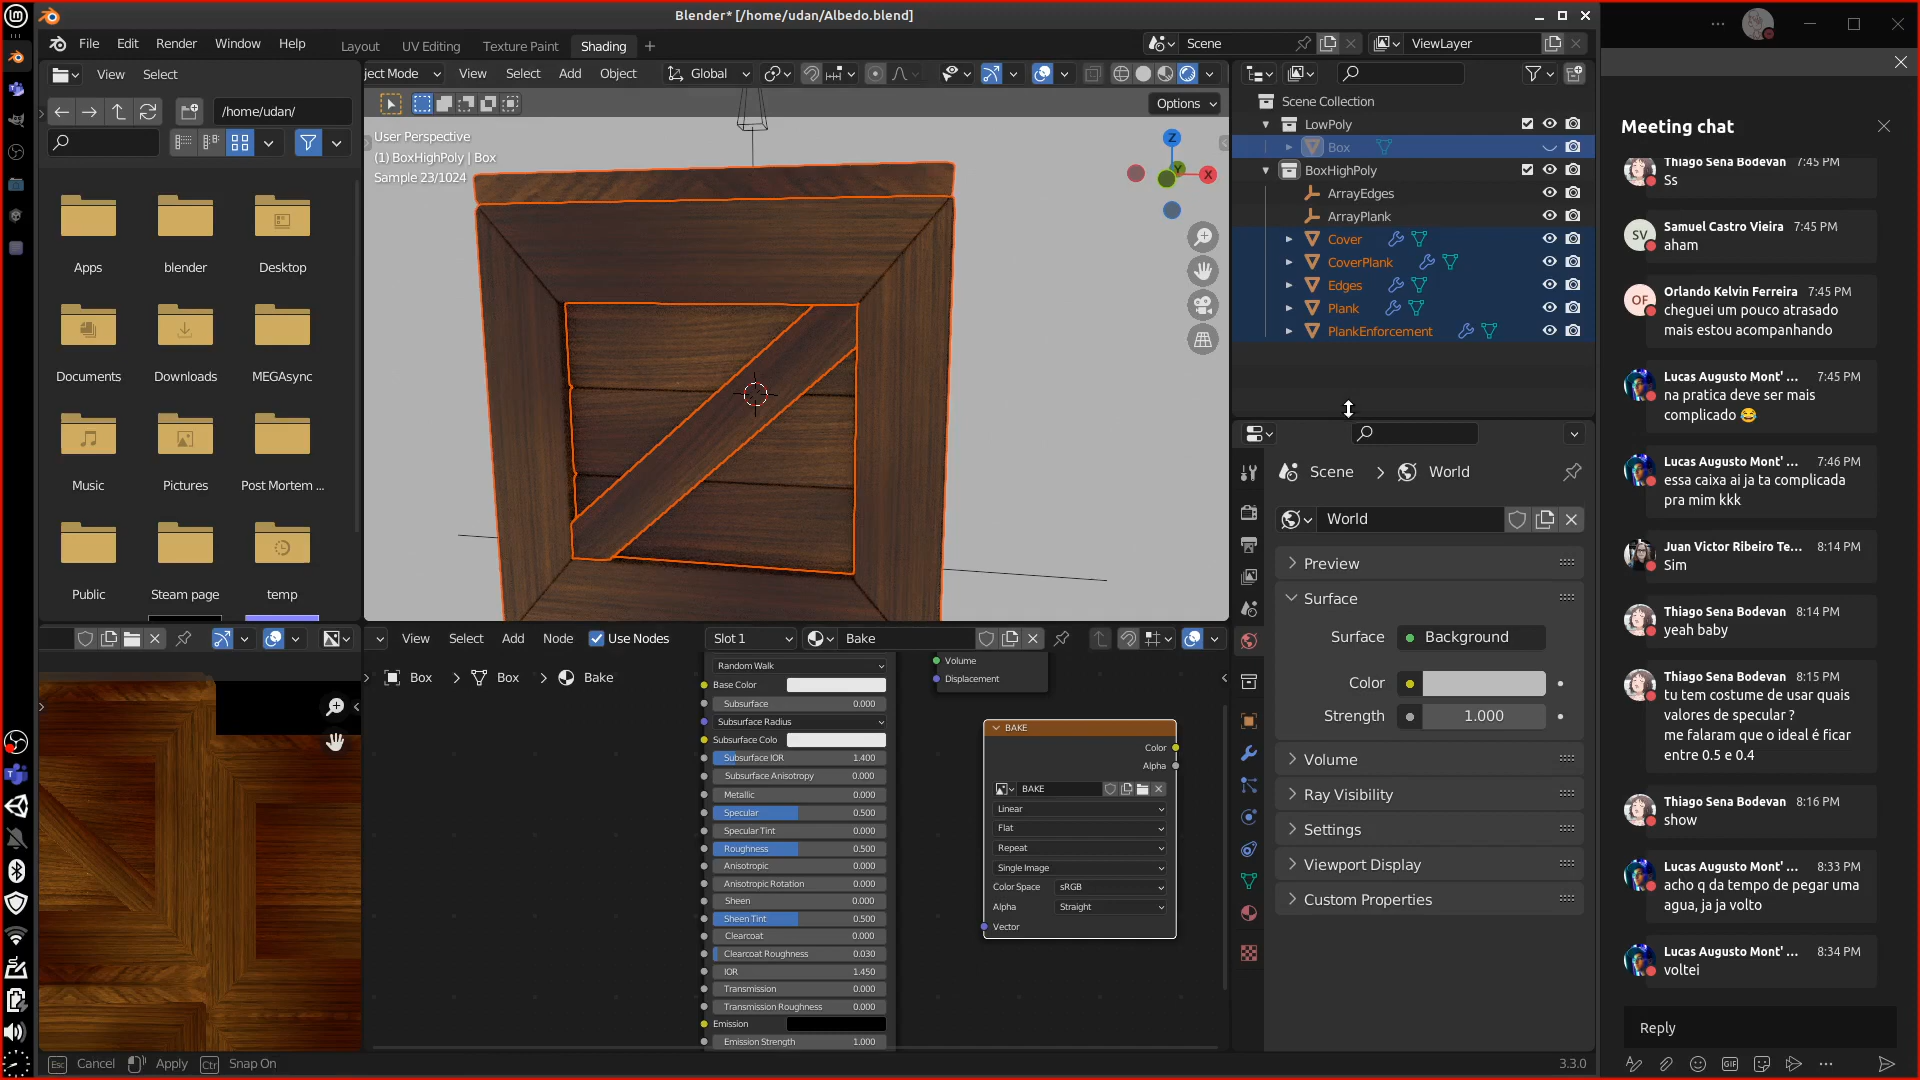 Blender* [/home/udan/Albedo.blend]
File Edit Render Window Help
Layout UV Editing Texture Paint Shading
Scene
ViewLayer
View Select
ject Mode View Select Add Object Global
/home/udan/
Options
Apps
blender
Desktop
Documents
Downloads
MEGAsync
Music
Pictures
Post Mortem ...
Public
Steam page
temp
User Perspective
(1) BoxHighPoly | Box
Sample 23/1024
Z
Y
X
Scene Collection
LowPoly
Box
BoxHighPoly
ArrayEdges
ArrayPlank
Cover
CoverPlank
Edges
Plank
PlankEnforcement
Scene > World
World
Preview
Surface
Surface Background
Color
Strength 1.000
Volume
Ray Visibility
Settings
Viewport Display
Custom Properties
View Select Add Node Use Nodes
Slot 1
Bake
Box > Box > Bake
Random Walk
Base Color
Subsurface 0.000
Subsurface Radius
Subsurface Colo
Subsurface IOR 1.400
Subsurface Anisotropy 0.000
Metallic 0.000
Specular 0.500
Specular Tint 0.000
Roughness 0.500
Anisotropic 0.000
Anisotropic Rotation 0.000
Sheen 0.000
Sheen Tint 0.500
Clearcoat 0.000
Clearcoat Roughness 0.030
IOR 1.450
Transmission 0.000
Transmission Roughness 0.000
Emission
Emission Strength 1.000
Volume
Displacement
BAKE
Color
Alpha
BAKE
Linear
Flat
Repeat
Single Image
Color Space sRGB
Alpha Straight
Vector
Esc Cancel Apply Ctrl Snap On
3.3.0
Meeting chat
Thiago Sena Bodevan 7:45 PM
Ss
SV
Samuel Castro Vieira 7:45 PM
aham
OF
Orlando Kelvin Ferreira 7:45 PM
cheguei um pouco atrasado
mais estou acompanhando
Lucas Augusto Mont' ... 7:45 PM
na pratica deve ser mais
complicado 😂
Lucas Augusto Mont' ... 7:46 PM
essa caixa ai ja ta complicada
pra mim kkk
Juan Victor Ribeiro Te... 8:14 PM
Sim
Thiago Sena Bodevan 8:14 PM
yeah baby
Thiago Sena Bodevan 8:15 PM
tu tem costume de usar quais
valores de specular ?
me falaram que o ideal é ficar
entre 0.5 e 0.4
Thiago Sena Bodevan 8:16 PM
show
Lucas Augusto Mont' ... 8:33 PM
acho q da tempo de pegar uma
agua, ja ja volto
Lucas Augusto Mont' ... 8:34 PM
voltei
Reply
GIF